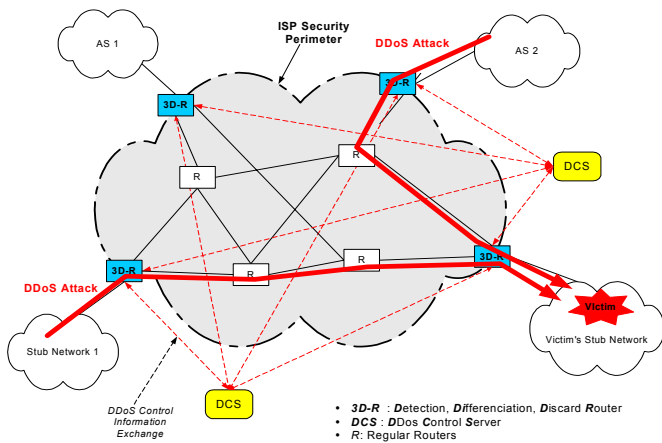 ISP Security
Perimeter
AS 1
DDoS Attack
AS 2
3D-R
3D-R
R
R
DCS
3D-R
R
R
3D-R
DDoS Attack
Victim
Stub Network 1
Victim's Stub Network
DCS
DDoS Control
Information
Exchange
• 3D-R : Detection, Differenciation, Discard Router
• DCS : DDos Control Server
• R: Regular Routers